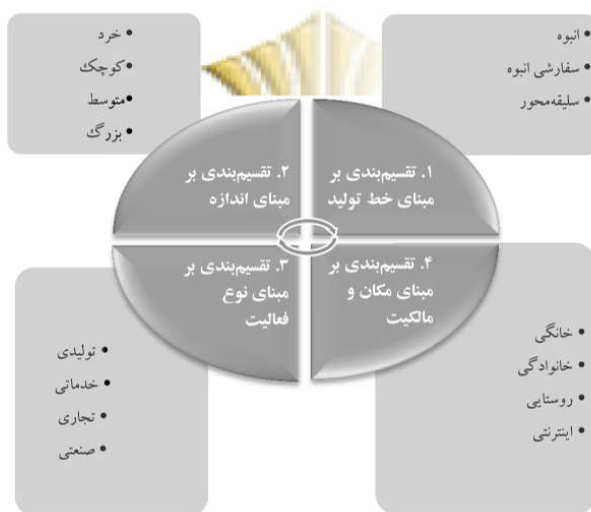 • انبوه
• سفارشی انبوه
• سلیقه‌محور
۱. تقسیم‌بندی بر
مبنای خط تولید
• خرد
• کوچک
• متوسط
• بزرگ
۲. تقسیم‌بندی بر
مبنای اندازه
۳. تقسیم‌بندی بر
مبنای نوع
فعالیت
• تولیدی
• خدماتی
• تجاری
• صنعتی
۴. تقسیم‌بندی بر
مبنای مکان و
مالکیت
• خانگی
• خانوادگی
• روستایی
• اینترنتی